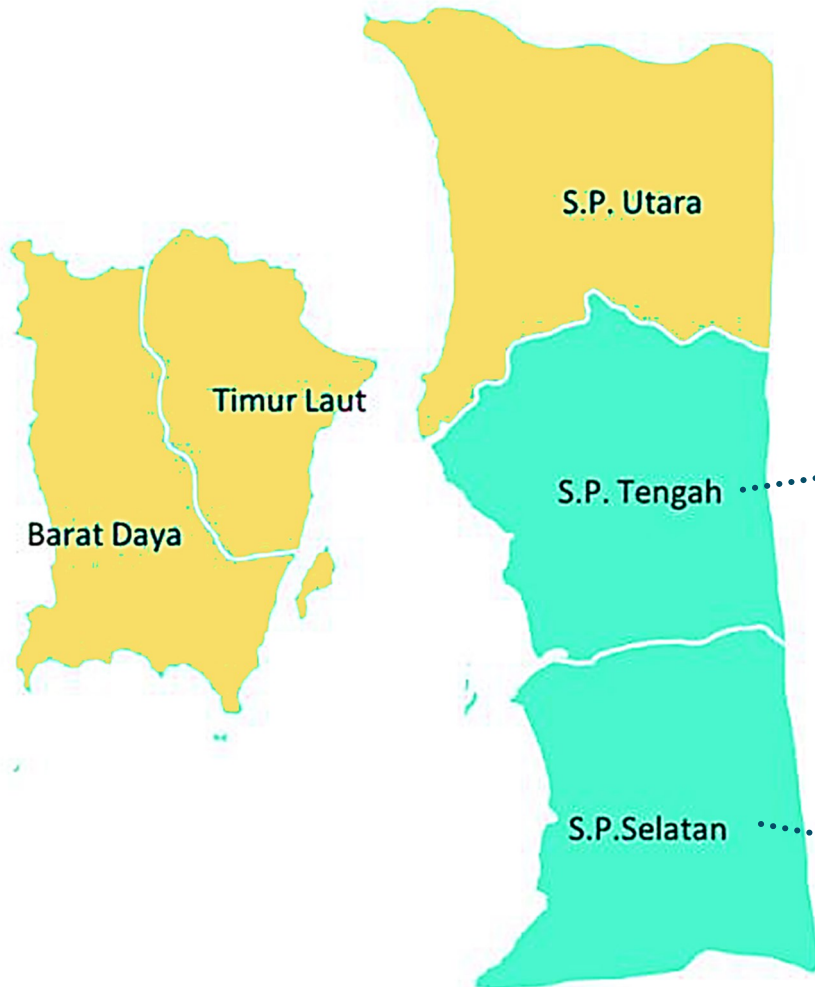 S.P. Utara
Timur Laut
S.P. Tengah
Barat Daya
S.P.Selatan